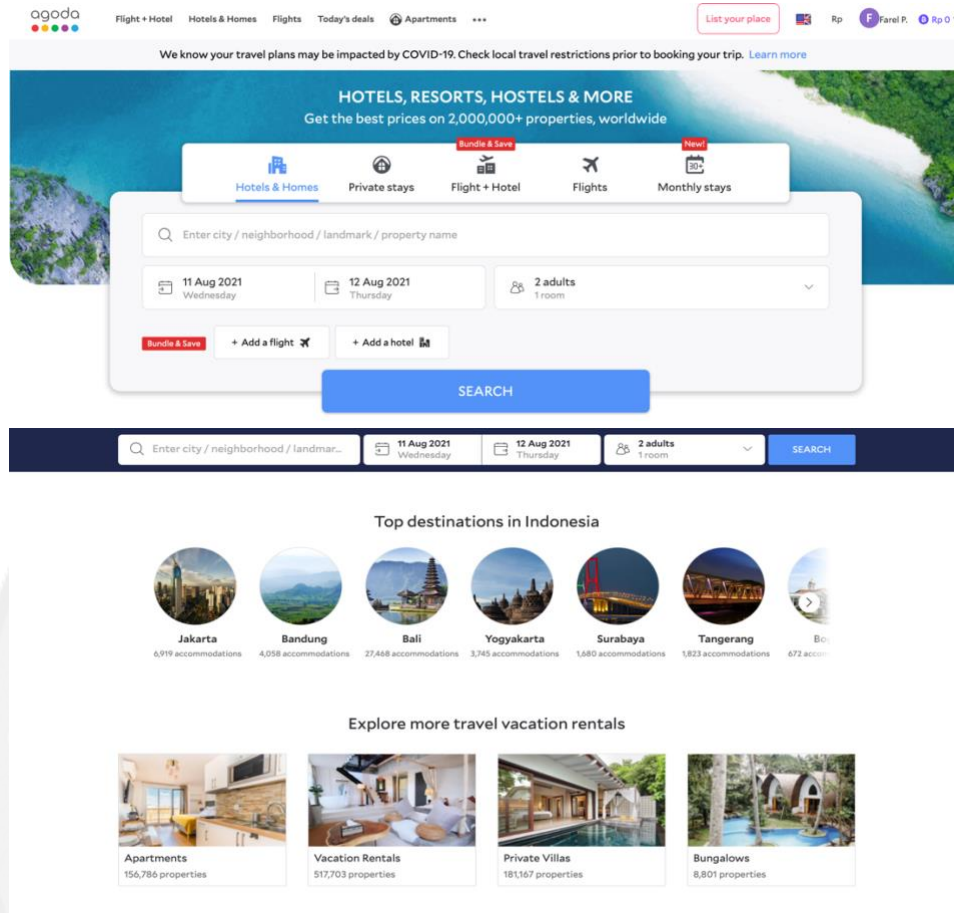 agoda
Flight + Hotel Hotels & Homes Flights Today's deals Apartments List your place Rp F Farel P. Rp 0
We know your travel plans may be impacted by COVID-19. Check local travel restrictions prior to booking your trip. Learn more
HOTELS, RESORTS, HOSTELS & MORE
Get the best prices on 2,000,000+ properties, worldwide
Bundle & Save New!
30+
Hotels & Homes Private stays Flight + Hotel Flights Monthly stays
Enter city / neighborhood / landmark / property name
11 Aug 2021 12 Aug 2021 2 adults
Wednesday Thursday 1 room
Bundle & Save + Add a flight + Add a hotel
SEARCH
Enter city / neighborhood / landmar... 11 Aug 2021 12 Aug 2021 2 adults SEARCH
Wednesday Thursday 1 room
Top destinations in Indonesia
Jakarta Bandung Bali Yogyakarta Surabaya Tangerang
6,919 accommodations 4,058 accommodations 27,468 accommodations 3,745 accommodations 1,680 accommodations 1,823 accommodations 672
Explore more travel vacation rentals
Apartments Vacation Rentals Private Villas Bungalows
156,786 properties 517,703 properties 181,167 properties 8,801 properties